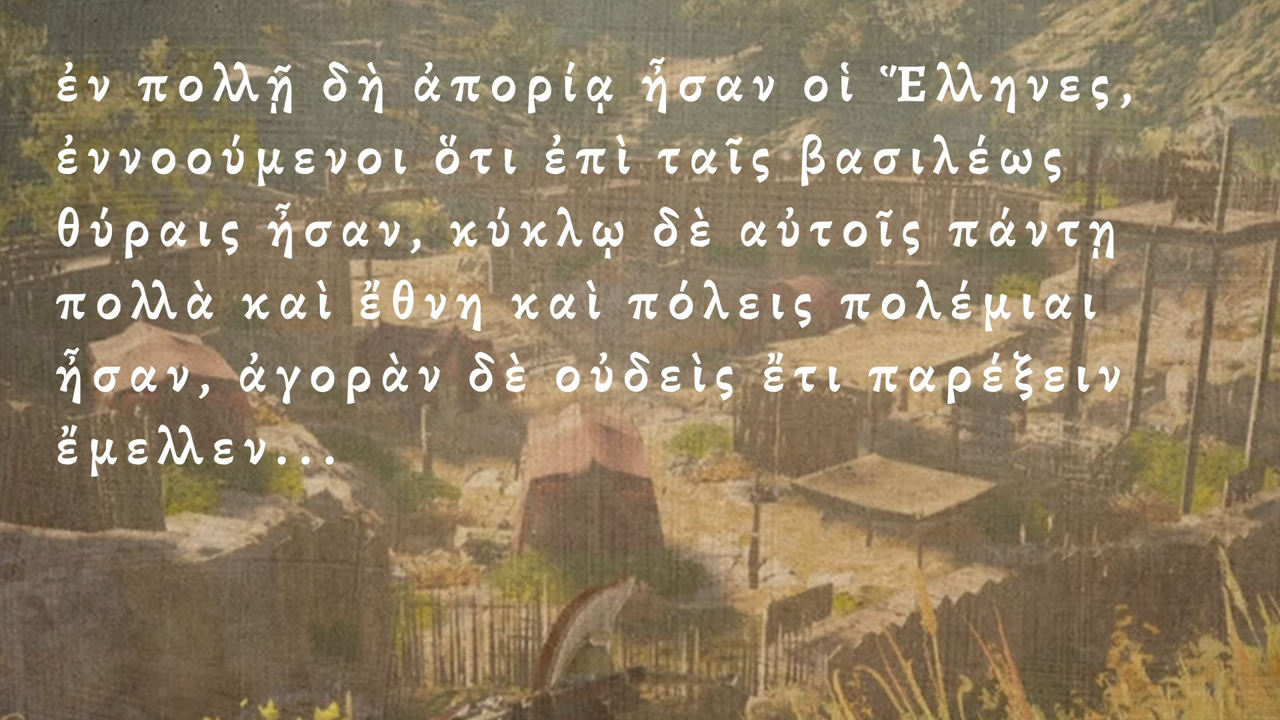 ἐν πολλῇ δὴ ἀπορίᾳ ἦσαν οἱ Ἕλληνες,
ἐννοούμενοι ὅτι ἐπὶ ταῖς βασιλέως
θύραις ἦσαν, κύκλῳ δὲ αὐτοῖς πάντῃ
πολλὰ καὶ ἔθνη καὶ πόλεις πολέμιαι
ἦσαν, ἀγορὰν δὲ οὐδεὶς ἔτι παρέξειν
ἔμελλεν...